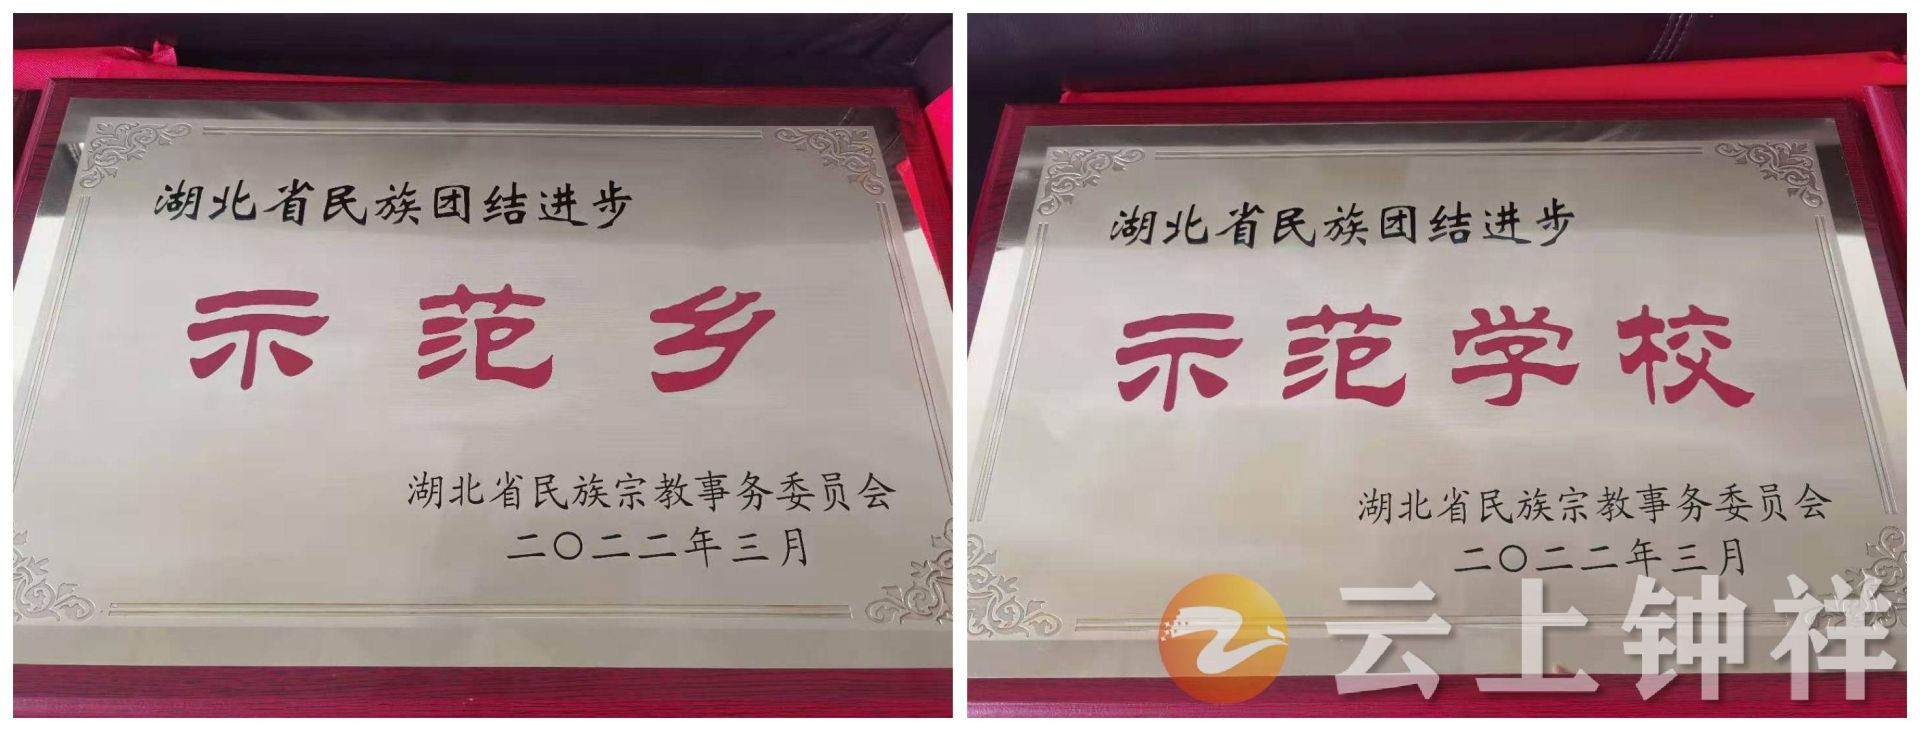 湖北省民族团结进步
示范乡
湖北省民族宗教事务委员会
二〇二二年三月
湖北省民族团结进步
示范学校
湖北省民族宗教事务委员会
二〇二二年三月
云上钟祥